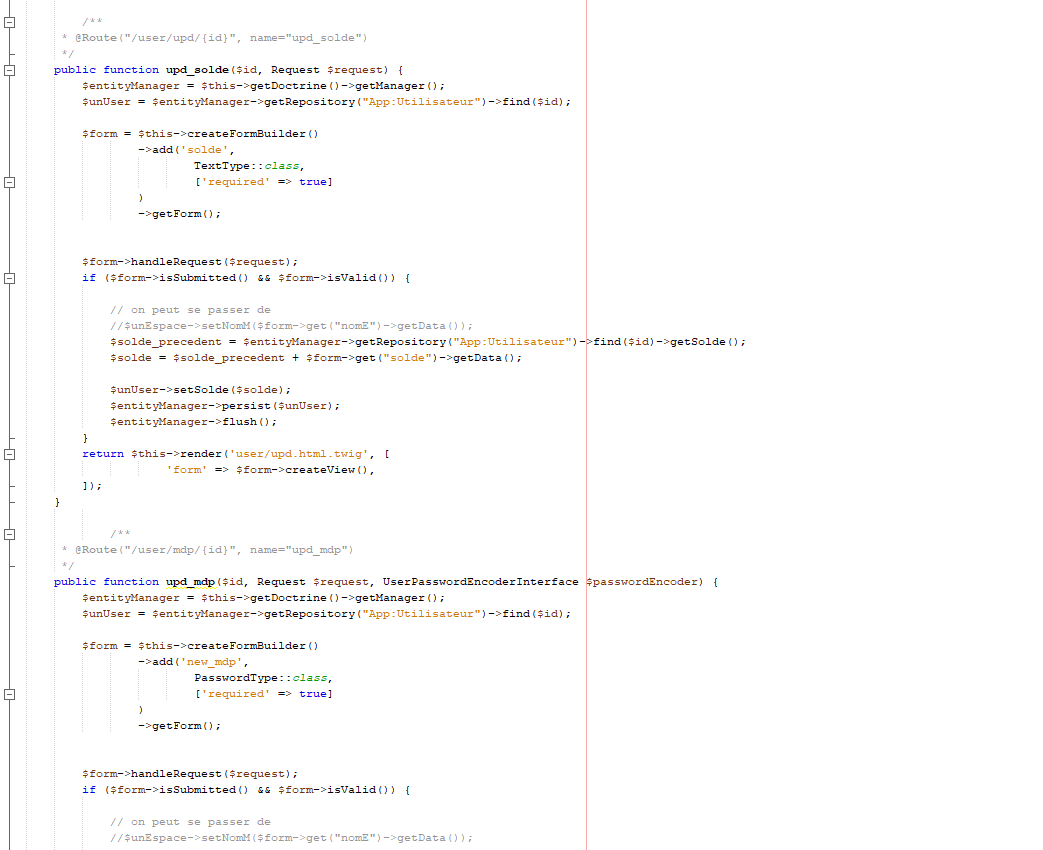 /**
* @Route("/user/upd/{id}", name="upd_solde")
*/
public function upd_solde($id, Request $request) {
$entityManager = $this->getDoctrine()->getManager();
$unUser = $entityManager->getRepository("App:Utilisateur")->find($id);
$form = $this->createFormBuilder()
->add('solde',
TextType::class,
['required' => true]
)
->getForm();
$form->handleRequest($request);
if ($form->isSubmitted() && $form->isValid()) {
// on peut se passer de
//$unEspace->setNomM($form->get("nomE")->getData());
$solde_precedent = $entityManager->getRepository("App:Utilisateur")->find($id)->getSolde();
$solde = $solde_precedent + $form->get("solde")->getData();
$unUser->setSolde($solde);
$entityManager->persist($unUser);
$entityManager->flush();
}
return $this->render('user/upd.html.twig', [
'form' => $form->createView(),
]);
}
/**
* @Route("/user/mdp/{id}", name="upd_mdp")
*/
public function upd_mdp($id, Request $request, UserPasswordEncoderInterface $passwordEncoder) {
$entityManager = $this->getDoctrine()->getManager();
$unUser = $entityManager->getRepository("App:Utilisateur")->find($id);
$form = $this->createFormBuilder()
->add('new_mdp',
PasswordType::class,
['required' => true]
)
->getForm();
$form->handleRequest($request);
if ($form->isSubmitted() && $form->isValid()) {
// on peut se passer de
//$unEspace->setNomM($form->get("nomE")->getData());